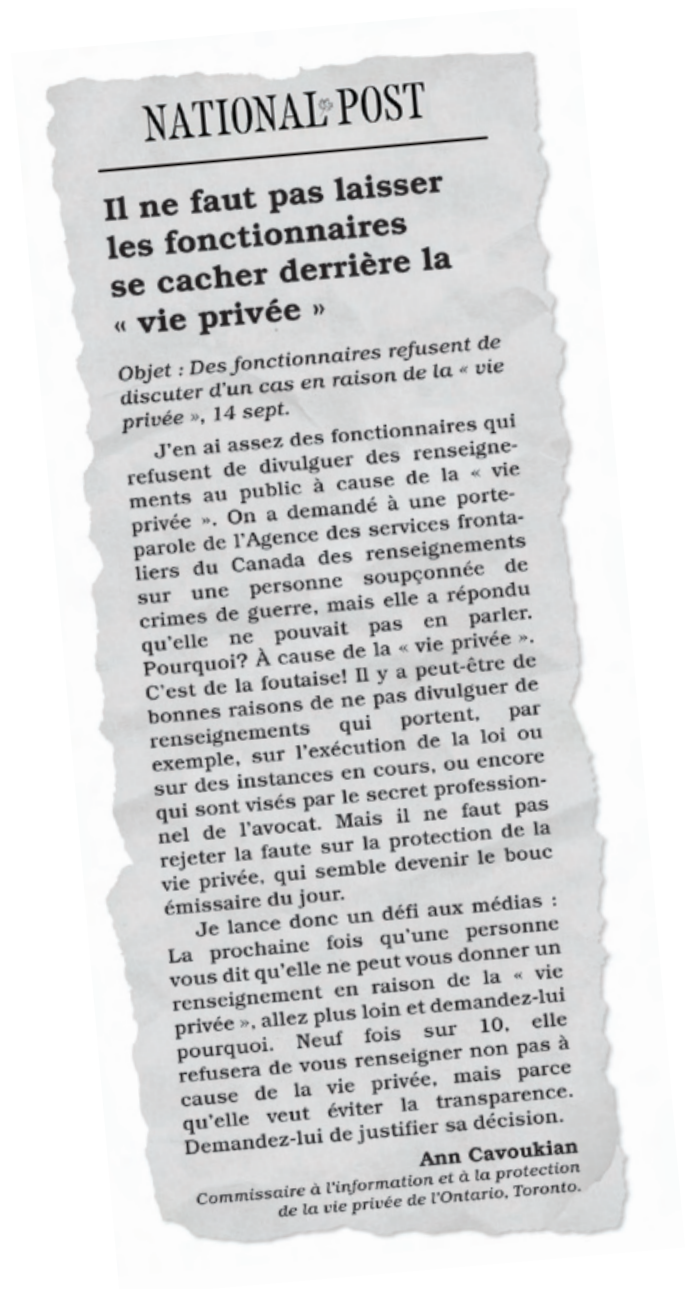 NATIONAL POST
Il ne faut pas laisser
les fonctionnaires
se cacher derrière la
« vie privée »
Objet : Des fonctionnaires refusent de
discuter d'un cas en raison de la « vie
privée », 14 sept.
J'en ai assez des fonctionnaires qui
refusent de divulguer des renseigne-
ments au public à cause de la « vie
privée ». On a demandé à une porte-
parole de l'Agence des services fronta-
liers du Canada des renseignements
sur une personne soupçonnée de
crimes de guerre, mais elle a répondu
qu'elle ne pouvait pas en parler.
Pourquoi? À cause de la « vie privée ».
C'est de la foutaise! Il y a peut-être de
bonnes raisons de ne pas divulguer de
renseignements qui portent, par
exemple, sur l'exécution de la loi ou
sur des instances en cours, ou encore
qui sont visés par le secret profession-
nel de l'avocat. Mais il ne faut pas
rejeter la faute sur la protection de la
vie privée, qui semble devenir le bouc
émissaire du jour.
Je lance donc un défi aux médias :
La prochaine fois qu'une personne
vous dit qu'elle ne peut vous donner un
renseignement en raison de la « vie
privée », allez plus loin et demandez-lui
pourquoi. Neuf fois sur 10, elle
refusera de vous renseigner non pas à
cause de la vie privée, mais parce
qu'elle veut éviter la transparence.
Demandez-lui de justifier sa décision.
Ann Cavoukian
Commissaire à l'information et à la protection
de la vie privée de l'Ontario, Toronto.